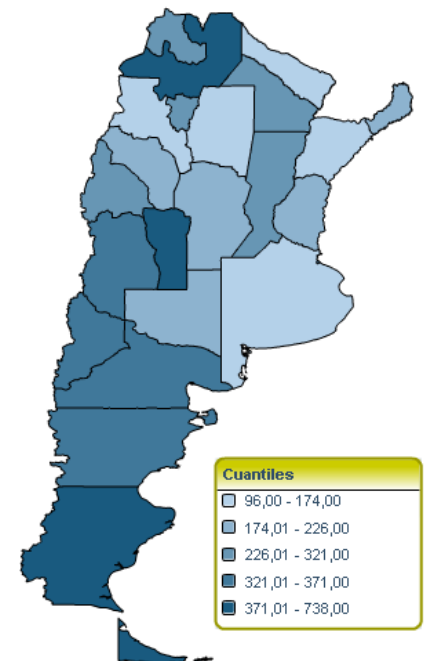 Cuantiles
96,00 - 174,00
174,01 - 226,00
226,01 - 321,00
321,01 - 371,00
371,01 - 738,00